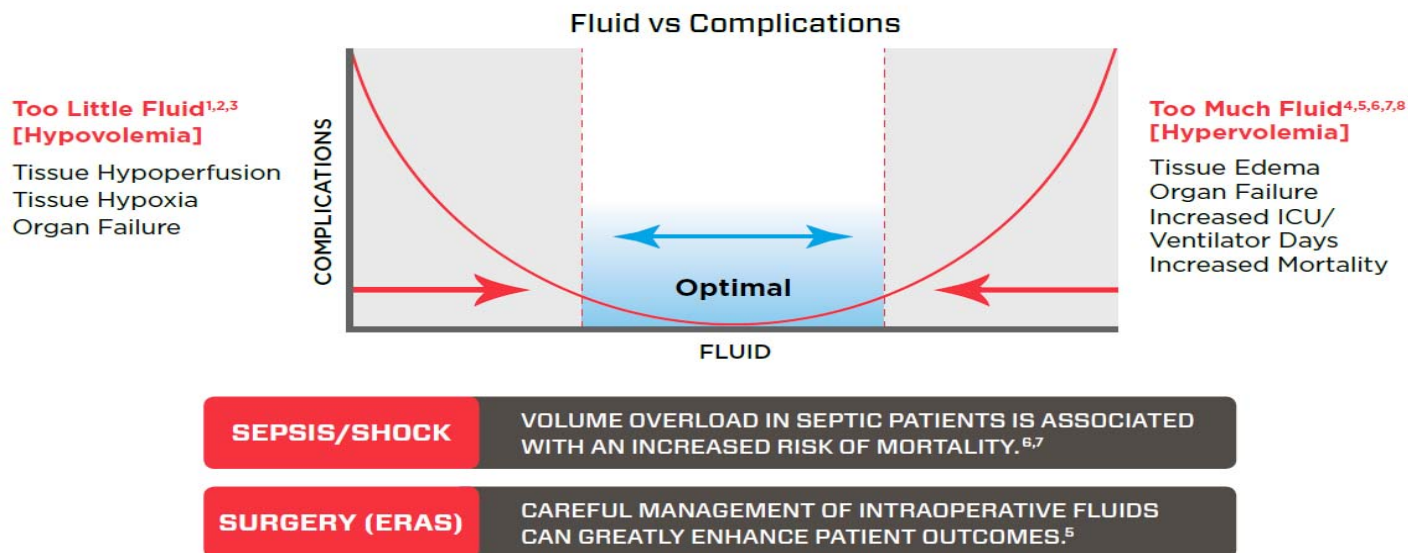 Fluid vs Complications
Too Little Fluid1,2,3
[Hypovolemia]
Tissue Hypoperfusion
Tissue Hypoxia
Organ Failure
COMPLICATIONS
Optimal
FLUID
Too Much Fluid4,5,6,7,8
[Hypervolemia]
Tissue Edema
Organ Failure
Increased ICU/
Ventilator Days
Increased Mortality
SEPSIS/SHOCK
VOLUME OVERLOAD IN SEPTIC PATIENTS IS ASSOCIATED
WITH AN INCREASED RISK OF MORTALITY.6,7
SURGERY (ERAS)
CAREFUL MANAGEMENT OF INTRAOPERATIVE FLUIDS
CAN GREATLY ENHANCE PATIENT OUTCOMES.5